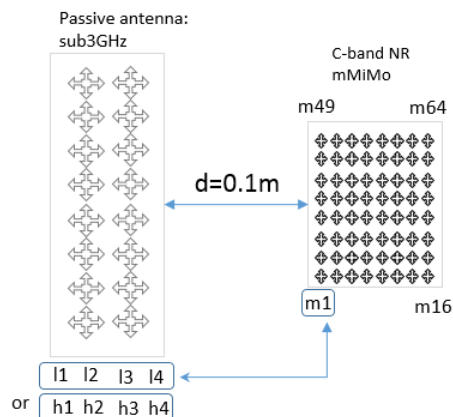 Passive antenna:
sub3GHz
C-band NR
mMiMo
m49 m64
d=0.1m
m1 m16
l1 l2 l3 l4
or h1 h2 h3 h4